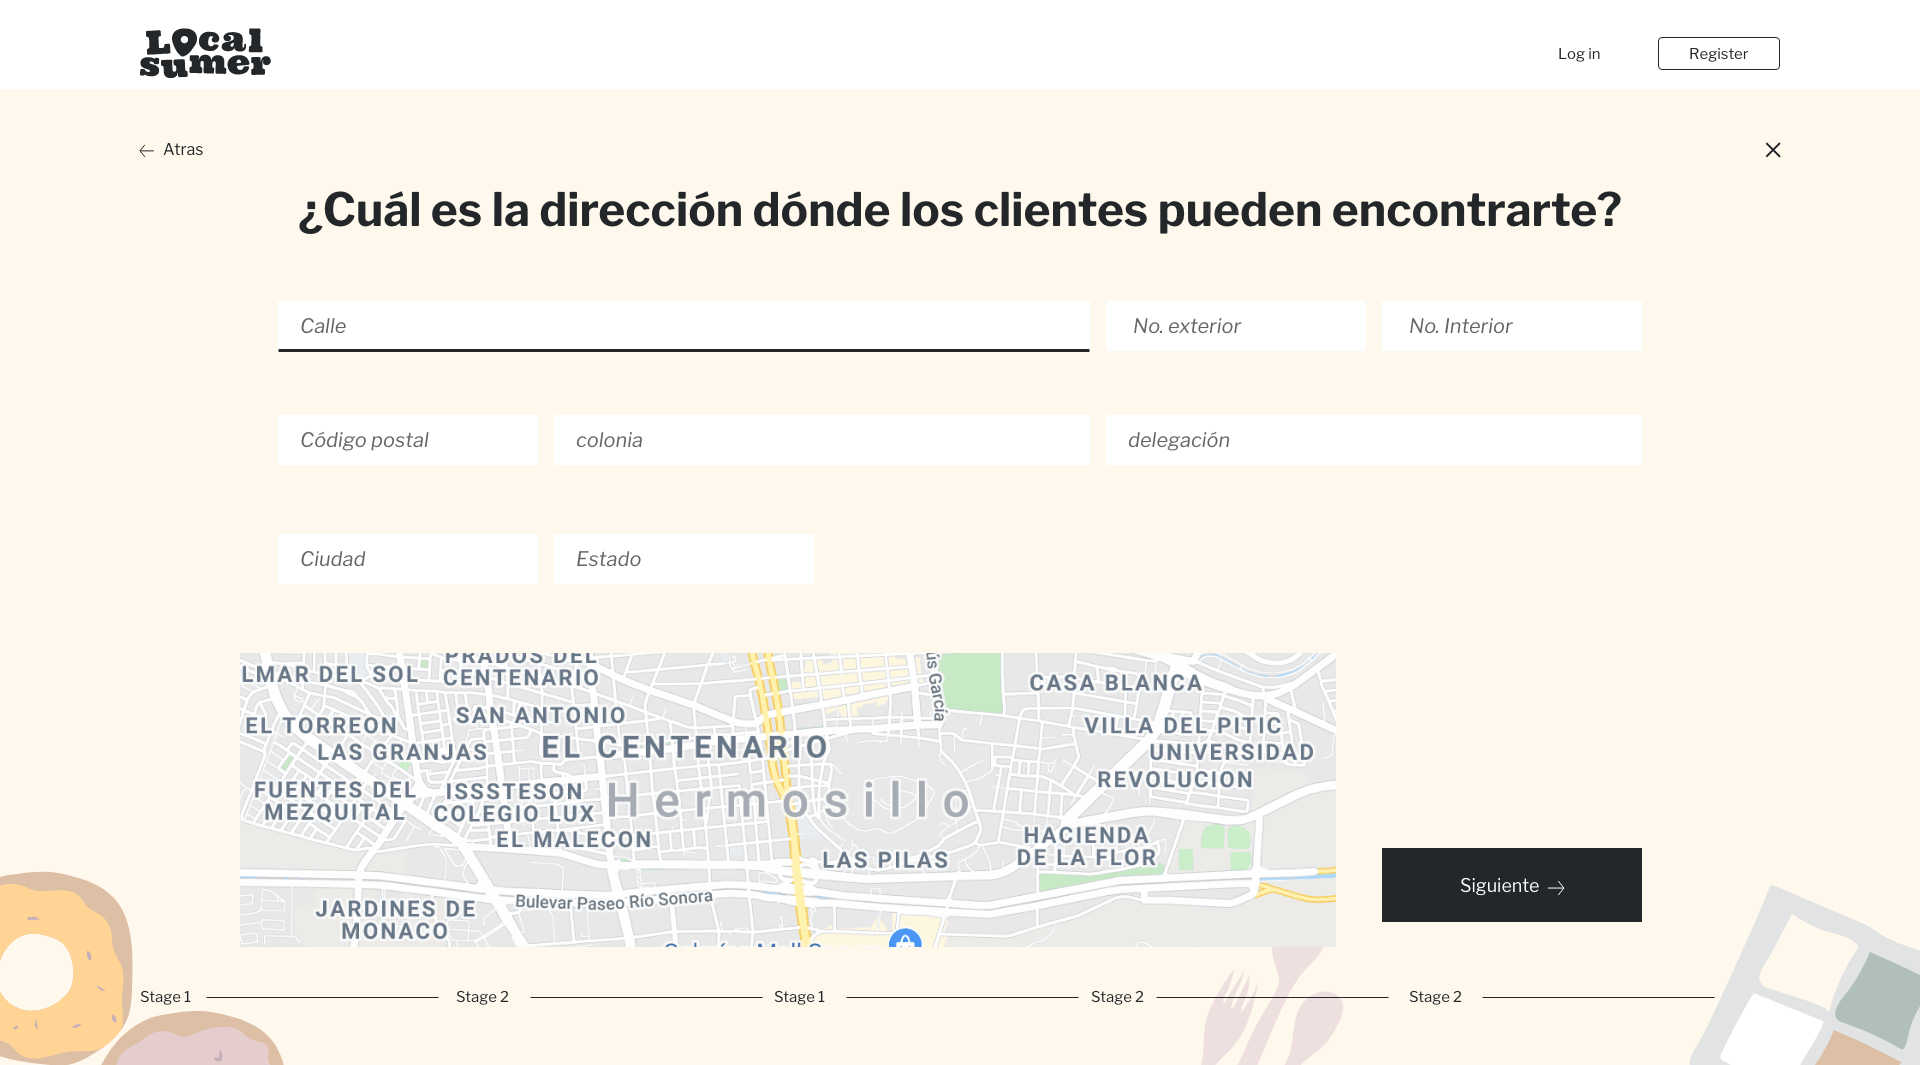 Local
sumer
Log in
Register
Atras
¿Cuál es la dirección dónde los clientes pueden encontrarte?
Calle
No. exterior
No. Interior
Código postal
colonia
delegación
Ciudad
Estado
LMAR DEL SOL
PRADOS DEL
CENTENARIO
ús García
CASA BLANCA
EL TORREON
SAN ANTONIO
VILLA DEL PITIC
LAS GRANJAS
EL CENTENARIO
UNIVERSIDAD
REVOLUCION
FUENTES DEL
MEZQUITAL
ISSSTESON
COLEGIO LUX
Hermosillo
EL MALECON
HACIENDA
DE LA FLOR
LAS PILAS
Bulevar Paseo Río Sonora
JARDINES DE
MONACO
Siguiente
Stage 1
Stage 2
Stage 1
Stage 2
Stage 2